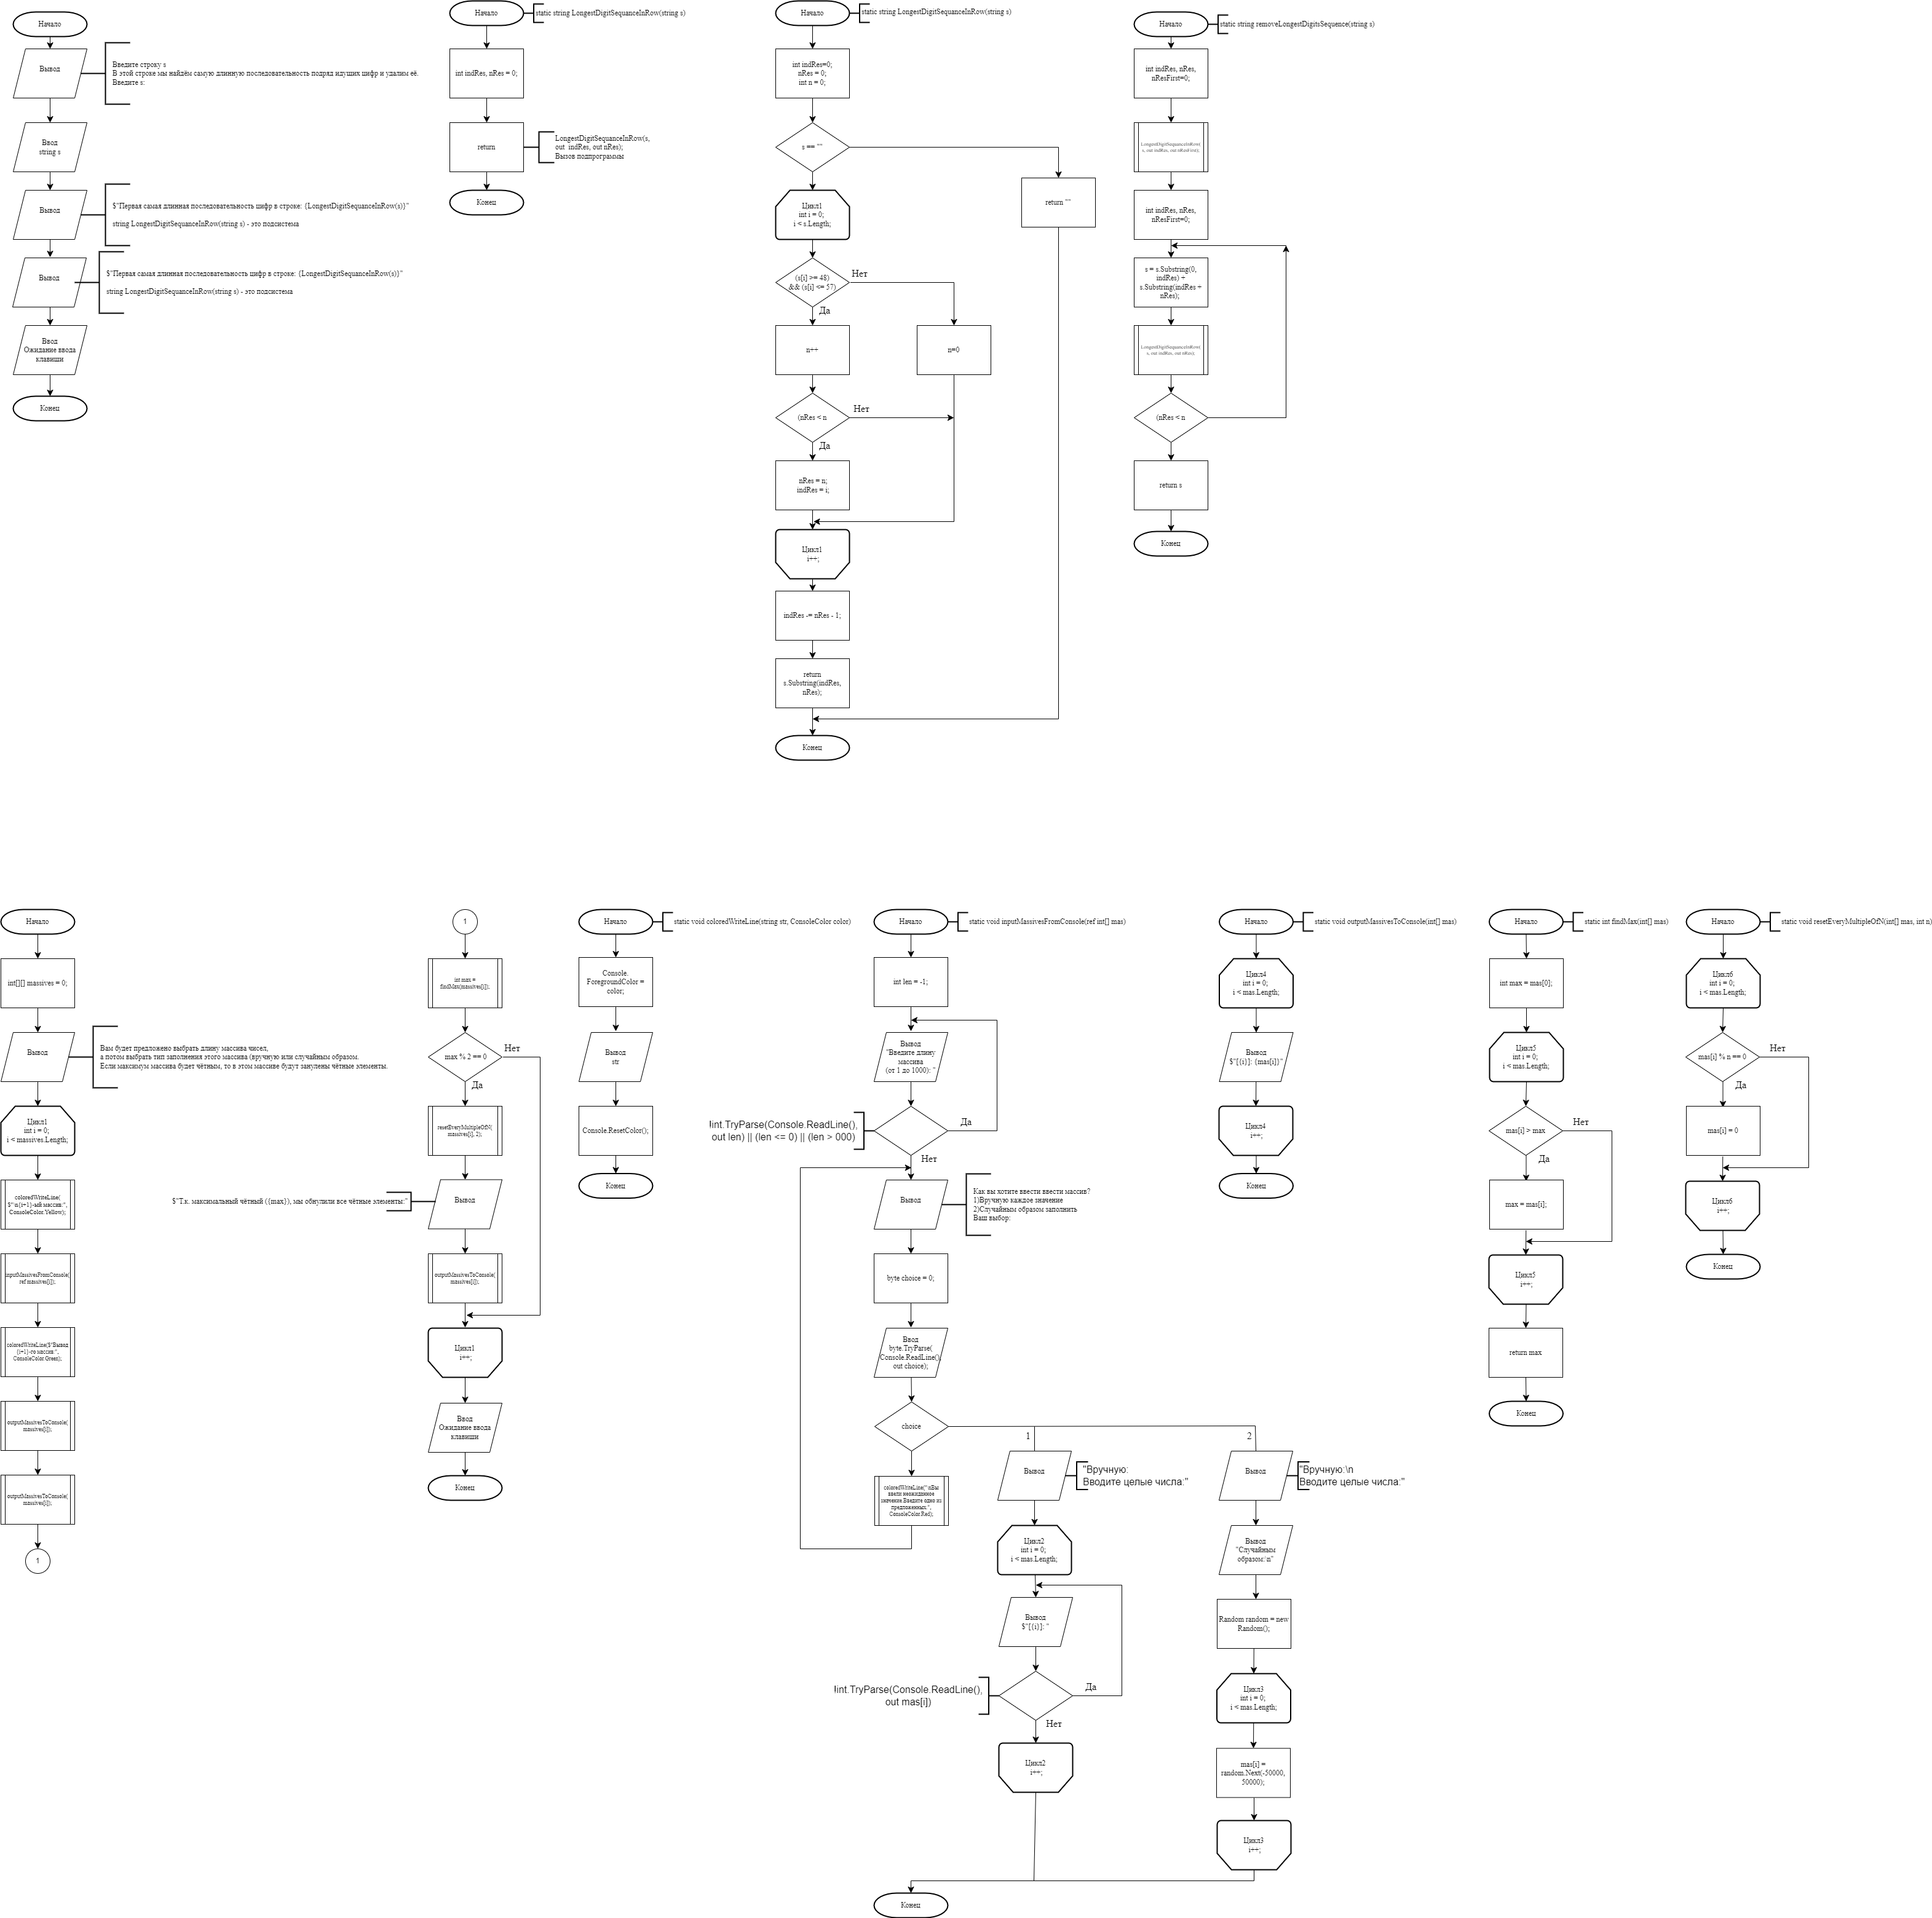 Начало
Вывод
Введите строку s
В этой строке мы найдём самую длинную последовательность подряд идущих цифр и удалим её.
Введите s:
Ввод
string s
Вывод
$"Первая самая длинная последовательность цифр в строке: {LongestDigitSequanceInRow(s)}"
string LongestDigitSequanceInRow(string s) - это подсистема
Вывод
$"Первая самая длинная последовательность цифр в строке: {LongestDigitSequanceInRow(s)}"
string LongestDigitSequanceInRow(string s) - это подсистема
Ввод
Ожидание ввода
клавиши
Конец
Начало
static string LongestDigitSequanceInRow(string s)
int indRes, nRes = 0;
return
LongestDigitSequanceInRow(s,
out  indRes, out nRes);
Вызов подпрограммы
Конец
Начало
static string LongestDigitSequanceInRow(string s)
int indRes=0;
nRes = 0;
int n = 0;
s == ""
return ""
Цикл1
int i = 0;
i < s.Length;
(s[i] >= 48)
&& (s[i] <= 57)
Нет
Да
n++
n=0
(nRes < n
Нет
Да
nRes = n;
indRes = i;
Цикл1
i++;
indRes -= nRes - 1;
return
s.Substring(indRes,
nRes);
Конец
Начало
static string removeLongestDigitsSequence(string s)
int indRes, nRes,
nResFirst=0;
LongestDigitSequanceInRow(
s, out indRes, out nResFirst);
int indRes, nRes,
nResFirst=0;
s = s.Substring(0,
indRes) +
s.Substring(indRes +
nRes);
LongestDigitSequanceInRow(
s, out indRes, out nRes);
(nRes < n
return s
Конец
Начало
int[][] massives = 0;
Вывод
Вам будет предложено выбрать длину массива чисел,
а потом выбрать тип заполнения этого массива (вручную или случайным образом.
Если максимум массива будет чётным, то в этом массиве будут занулены чётные элементы.
Цикл1
int i = 0;
i < massives.Length;
coloredWriteLine(
$"\n{i+1}-ый массив:",
ConsoleColor.Yellow);
inputMassivesFromConsole(
ref massives[i]);
coloredWriteLine($"Вывод
{i+1}-го массив:",
ConsoleColor.Green);
outputMassivesToConsole(
massives[i]);
outputMassivesToConsole(
massives[i]);
1
1
int max =
findMax(massives[i]);
max % 2 == 0
Нет
Да
resetEveryMultipleOfN(
massives[i], 2);
$"Т.к. максимальный чётный ({max}), мы обнулили все чётные элементы:"
Вывод
outputMassivesToConsole(
massives[i]);
Цикл1
i++;
Ввод
Ожидание ввода
клавиши
Конец
Начало
static void coloredWriteLine(string str, ConsoleColor color)
Console.
ForegroundColor =
color;
Вывод
str
Console.ResetColor();
Конец
Начало
static void inputMassivesFromConsole(ref int[] mas)
int len = -1;
Вывод
"Введите длину
массива
(от 1 до 1000): "
!int.TryParse(Console.ReadLine(),
out len) || (len <= 0) || (len > 000)
Да
Нет
Вывод
Как вы хотите ввести ввести массив?
1)Вручную каждое значение
2)Случайным образом заполнить
Ваш выбор:
byte choice = 0;
Ввод
byte.TryParse(
Console.ReadLine(),
out choice);
choice
1
2
coloredWriteLine("\nВы
ввели неожиданное
значение.Введите одно из
предложенных.",
ConsoleColor.Red);
Вывод
"Вручную:
Вводите целые числа:"
Цикл2
int i = 0;
i < mas.Length;
Вывод
$"[{i}]: "
!int.TryParse(Console.ReadLine(),
out mas[i])
Да
Нет
Цикл2
i++;
Вывод
"Вручную:\n
Вводите целые числа:"
Вывод
"Случайным
образом:\n"
Random random = new
Random();
Цикл3
int i = 0;
i < mas.Length;
mas[i] =
random.Next(-50000,
50000);
Цикл3
i++;
Конец
Начало
static void outputMassivesToConsole(int[] mas)
Цикл4
int i = 0;
i < mas.Length;
Вывод
$"[{i}]: {mas[i]}"
Цикл4
i++;
Конец
Начало
static int findMax(int[] mas)
int max = mas[0];
Цикл5
int i = 0;
i < mas.Length;
mas[i] > max
Нет
Да
max = mas[i];
Цикл5
i++;
return max
Конец
Начало
static void resetEveryMultipleOfN(int[] mas, int n)
Цикл6
int i = 0;
i < mas.Length;
mas[i] % n == 0
Нет
Да
mas[i] = 0
Цикл6
i++;
Конец